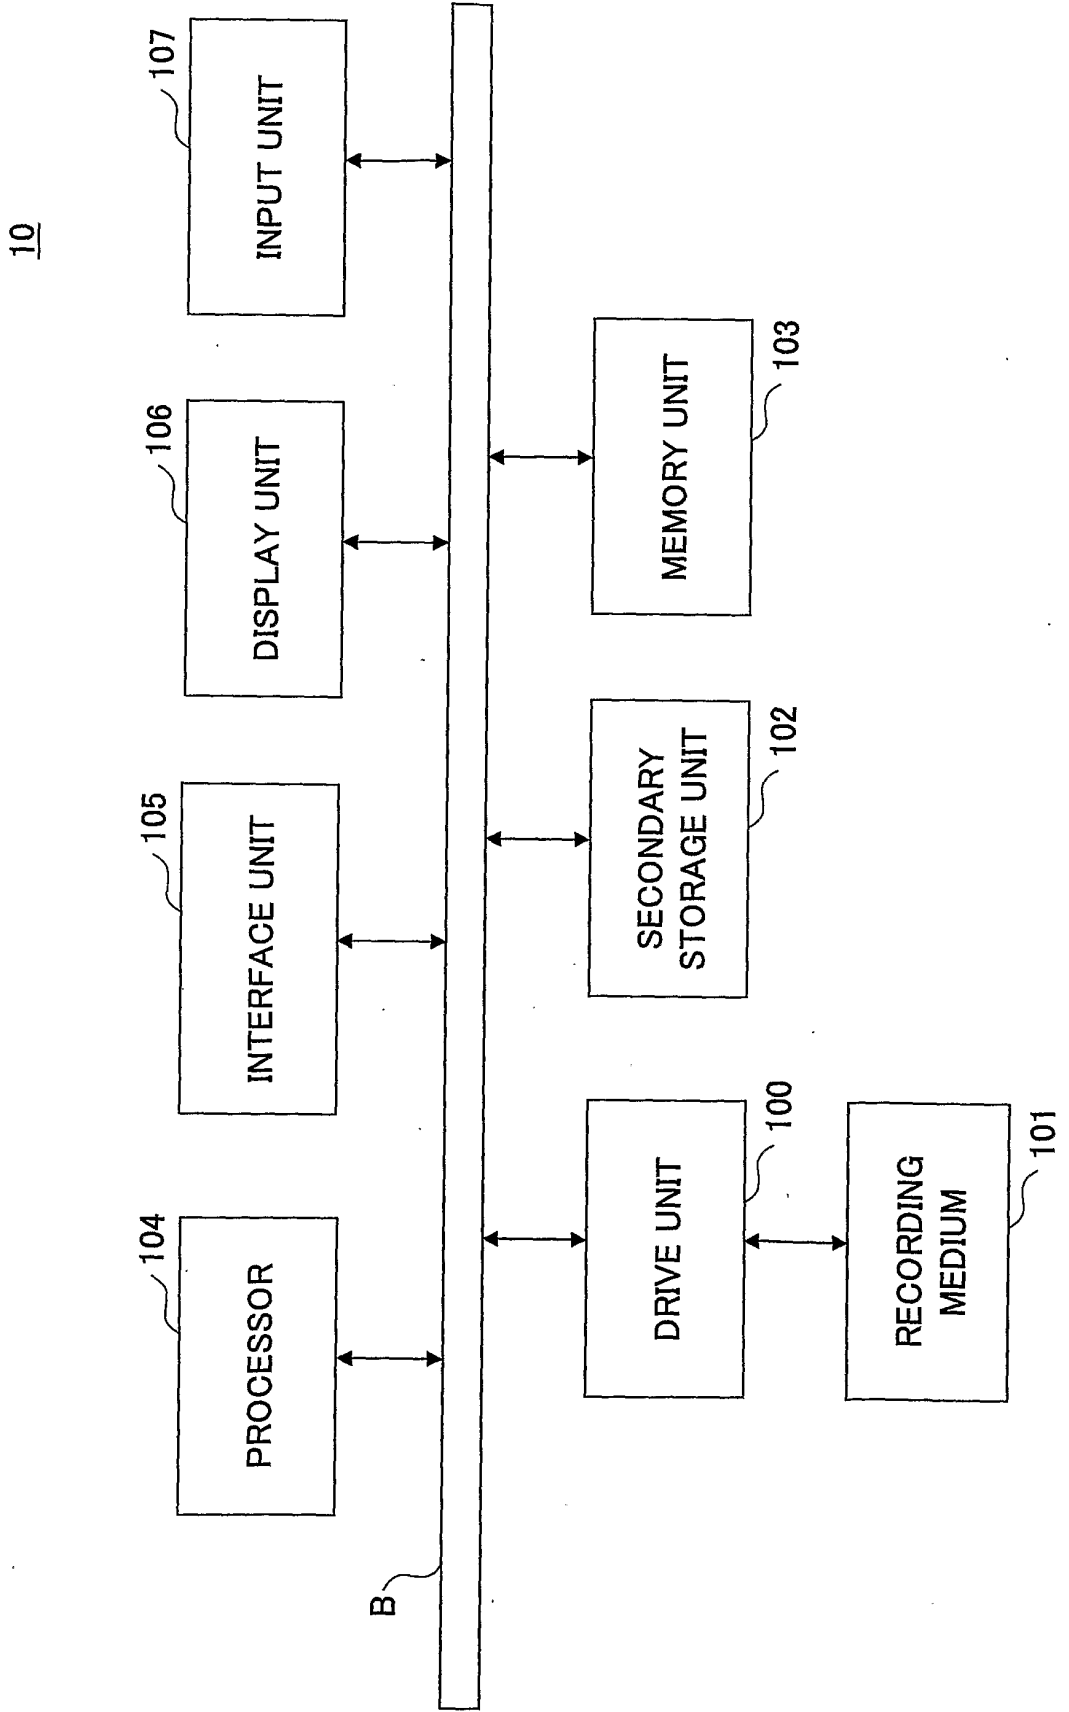 10
104
105
106
107
PROCESSOR
INTERFACE UNIT
DISPLAY UNIT
INPUT UNIT
B
DRIVE UNIT
SECONDARY
STORAGE UNIT
MEMORY UNIT
100
102
103
RECORDING
MEDIUM
101